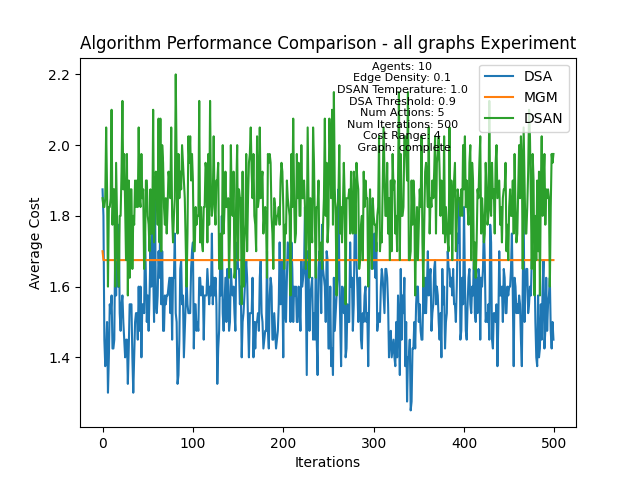 Algorithm Performance Comparison - all graphs Experiment
Agents: 10
Edge Density: 0.1
DSAN Temperature: 1.0
DSA Threshold: 0.9
Num Actions: 5
Num Iterations: 500
Cost Range: 4
Graph: complete
DSA
MGM
DSAN
Average Cost
2.2
2.0
1.8
1.6
1.4
0
100
200
300
400
500
Iterations